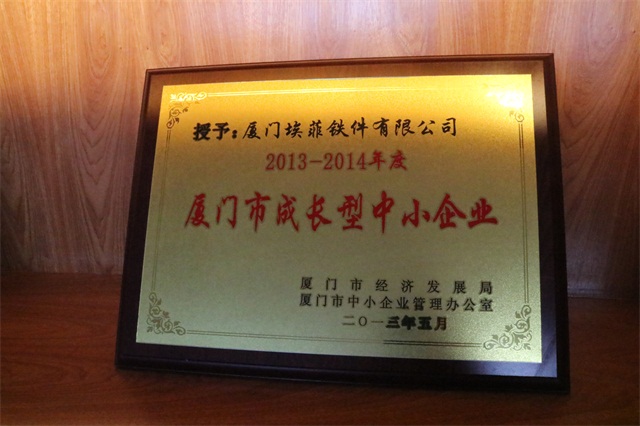 授予：厦门埃菲铁件有限公司
2013-2014年度
厦门市成长型中小企业
厦门市经济发展局
厦门市中小企业管理办公室
二〇一三年五月